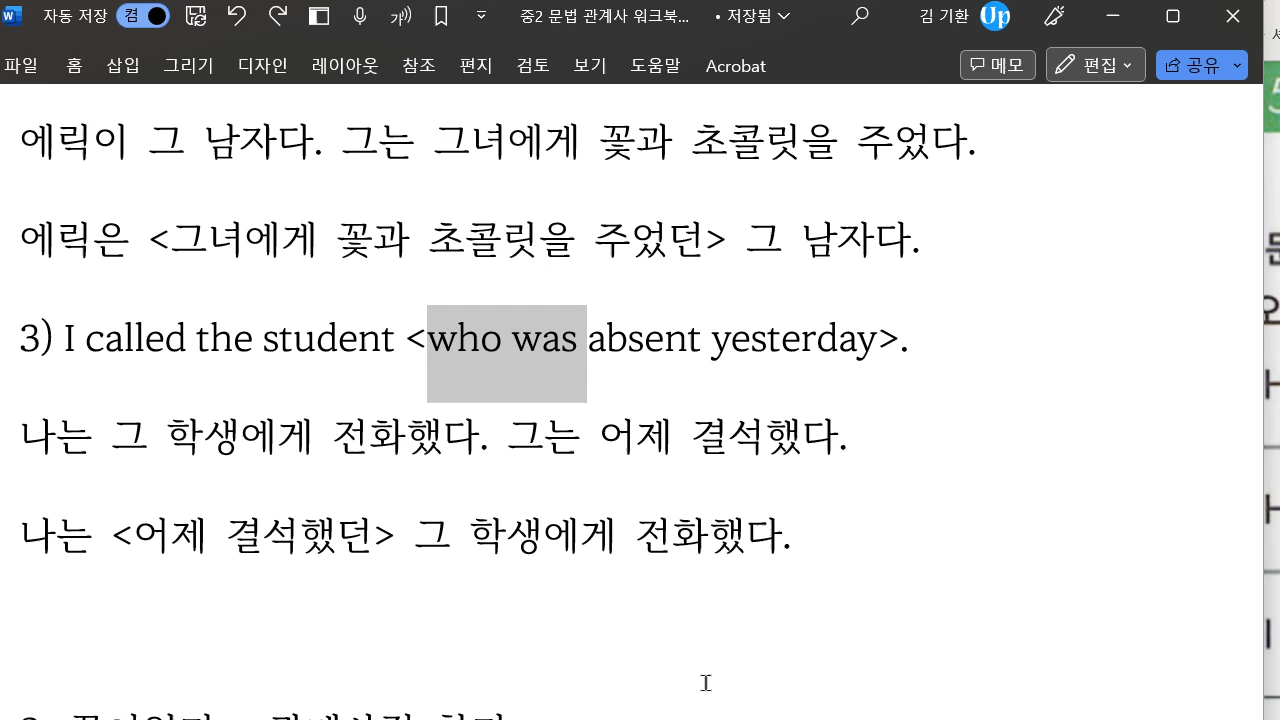 자동 저장 켬 가)) 중2 문법 관계사 워크북... • 저장됨 김 기환 Up
파일 홈 삽입 그리기 디자인 레이아웃 참조 편지 검토 보기 도움말 Acrobat 메모 편집 공유
에릭이 그 남자다. 그는 그녀에게 꽃과 초콜릿을 주었다.
에릭은 <그녀에게 꽃과 초콜릿을 주었던> 그 남자다.
3) I called the student <who was absent yesterday>.
나는 그 학생에게 전화했다. 그는 어제 결석했다.
나는 <어제 결석했던> 그 학생에게 전화했다.